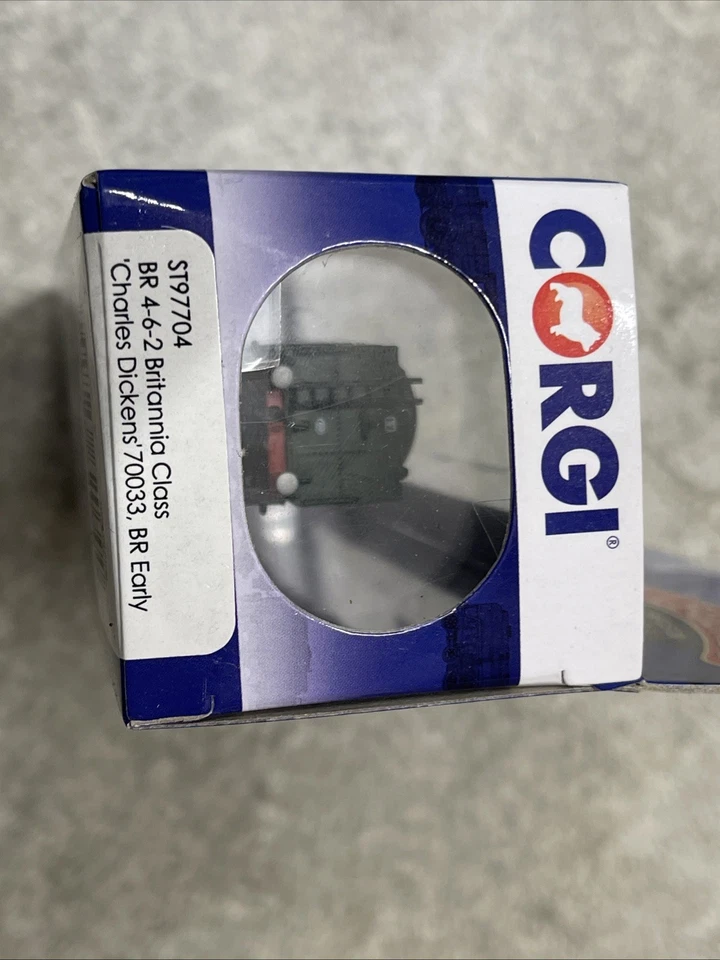 CORGI®
ST97704
BR 4-6-2 Britannia Class
'Charles Dickens' 70033, BR Early